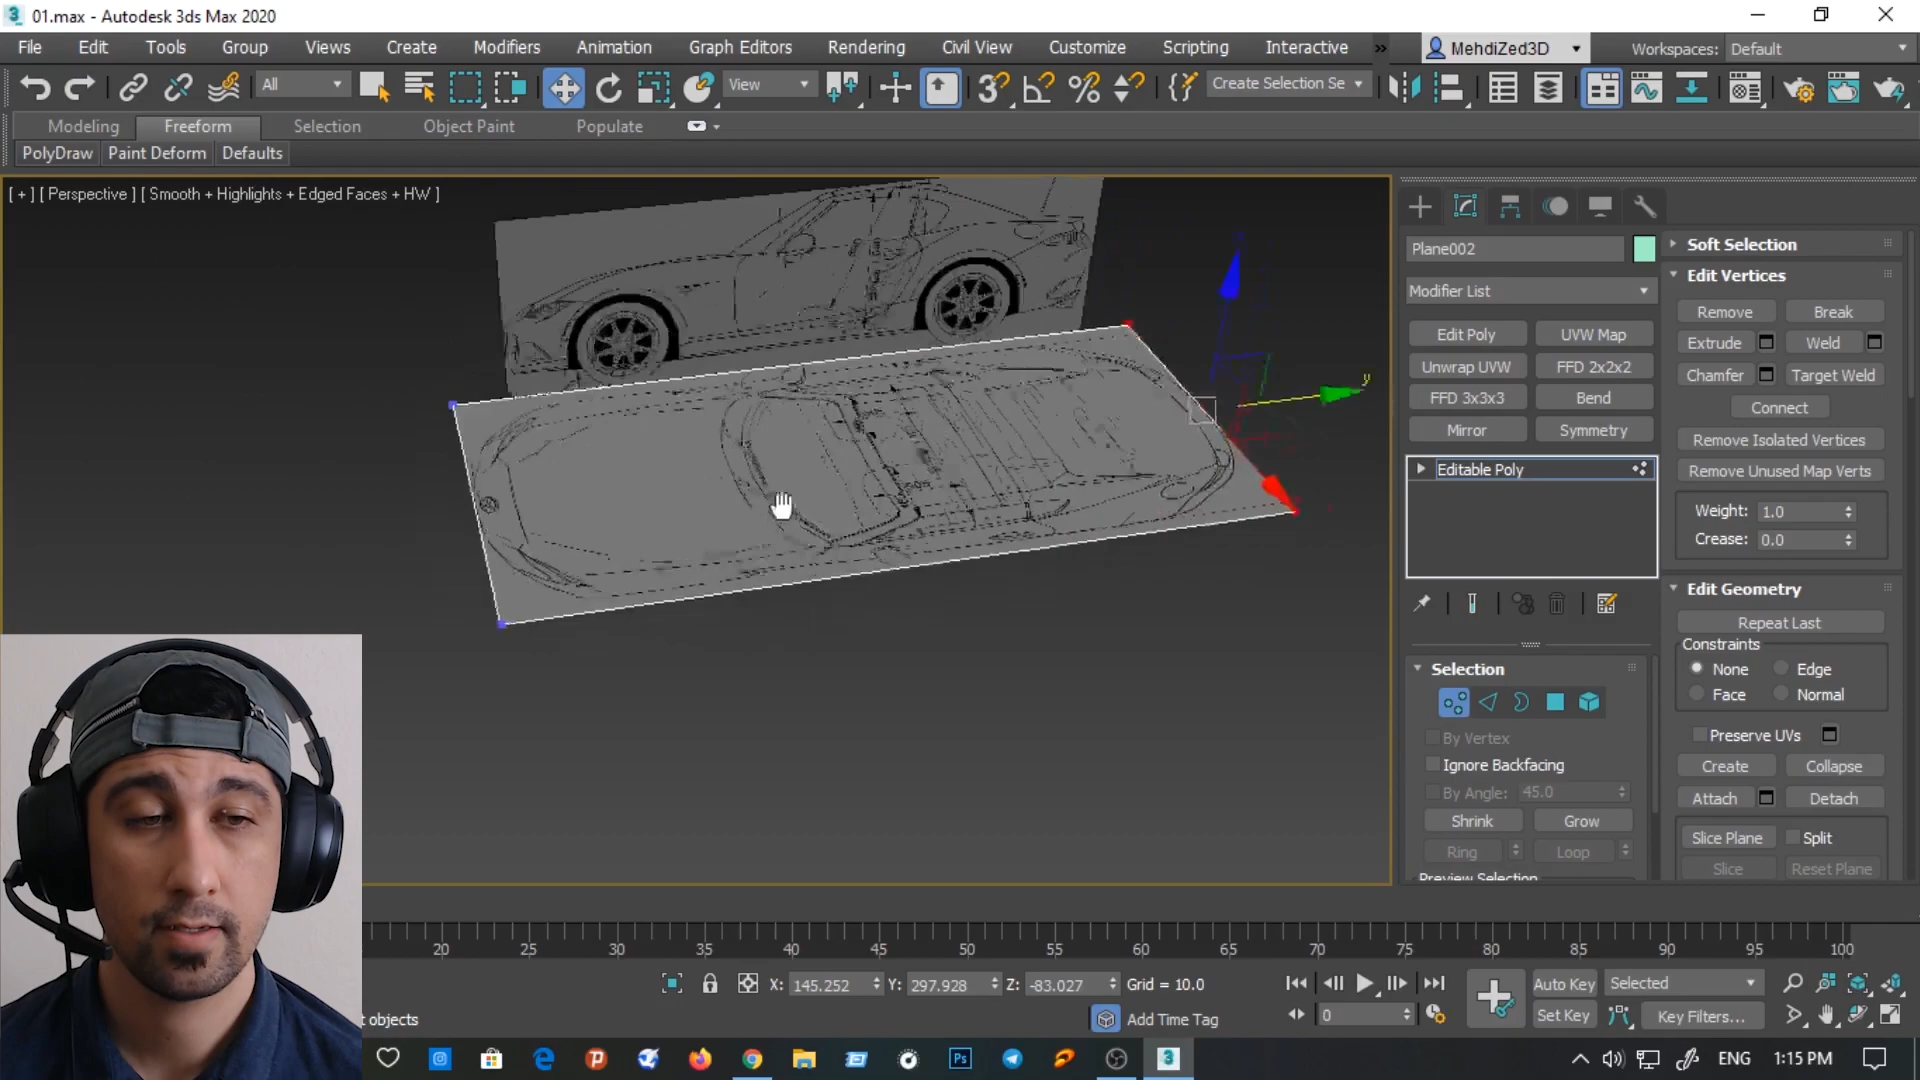 01.max - Autodesk 3ds Max 2020
File Edit Tools Group Views Create Modifiers Animation Graph Editors Rendering Civil View Customize Scripting Interactive » MehdiZed3D Workspaces: Default
All View Create Selection Se
Modeling Freeform Selection Object Paint Populate
PolyDraw Paint Deform Defaults
[ + ] [ Perspective ] [ Smooth + Highlights + Edged Faces + HW ]
y
Plane002
Modifier List
Edit Poly UVW Map
Unwrap UVW FFD 2x2x2
FFD 3x3x3 Bend
Mirror Symmetry
Editable Poly
Selection
By Vertex
Ignore Backfacing
By Angle: 45.0
Shrink Grow
Ring Loop
Preview Selection
Soft Selection
Edit Vertices
Remove Break
Extrude Weld
Chamfer Target Weld
Connect
Remove Isolated Vertices
Remove Unused Map Verts
Weight: 1.0
Crease: 0.0
Edit Geometry
Repeat Last
Constraints
None Edge
Face Normal
Preserve UVs
Create Collapse
Attach Detach
Slice Plane Split
Slice Reset Plane
20 25 30 35 40 45 50 55 60 65 70 75 80 85 90 95 100
X: 145.252 Y: 297.928 Z: -83.027 Grid = 10.0 Auto Key Selected
t objects Add Time Tag 0 Set Key Key Filters...
Ps 3 ENG 1:15 PM